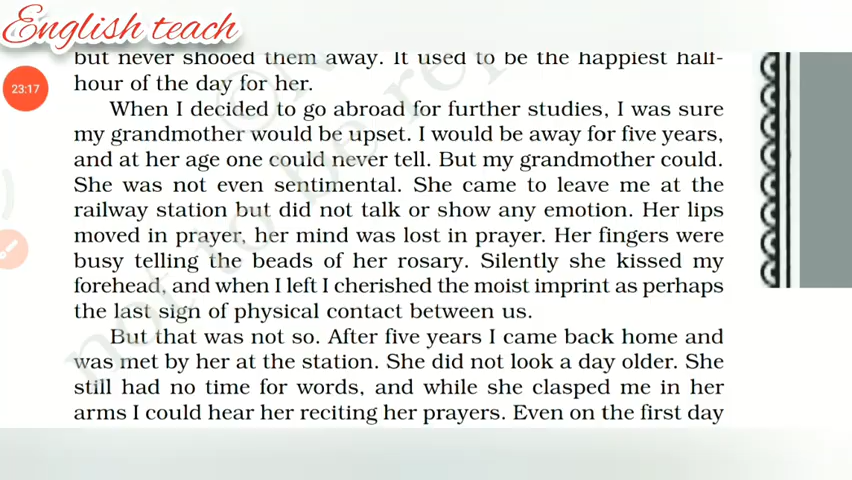 English teach
but never shooed them away. It used to be the happiest half-
23:17
hour of the day for her.
When I decided to go abroad for further studies, I was sure
my grandmother would be upset. I would be away for five years,
and at her age one could never tell. But my grandmother could.
She was not even sentimental. She came to leave me at the
railway station but did not talk or show any emotion. Her lips
moved in prayer, her mind was lost in prayer. Her fingers were
busy telling the beads of her rosary. Silently she kissed my
forehead, and when I left I cherished the moist imprint as perhaps
the last sign of physical contact between us.
But that was not so. After five years I came back home and
was met by her at the station. She did not look a day older. She
still had no time for words, and while she clasped me in her
arms I could hear her reciting her prayers. Even on the first day
not to be rep